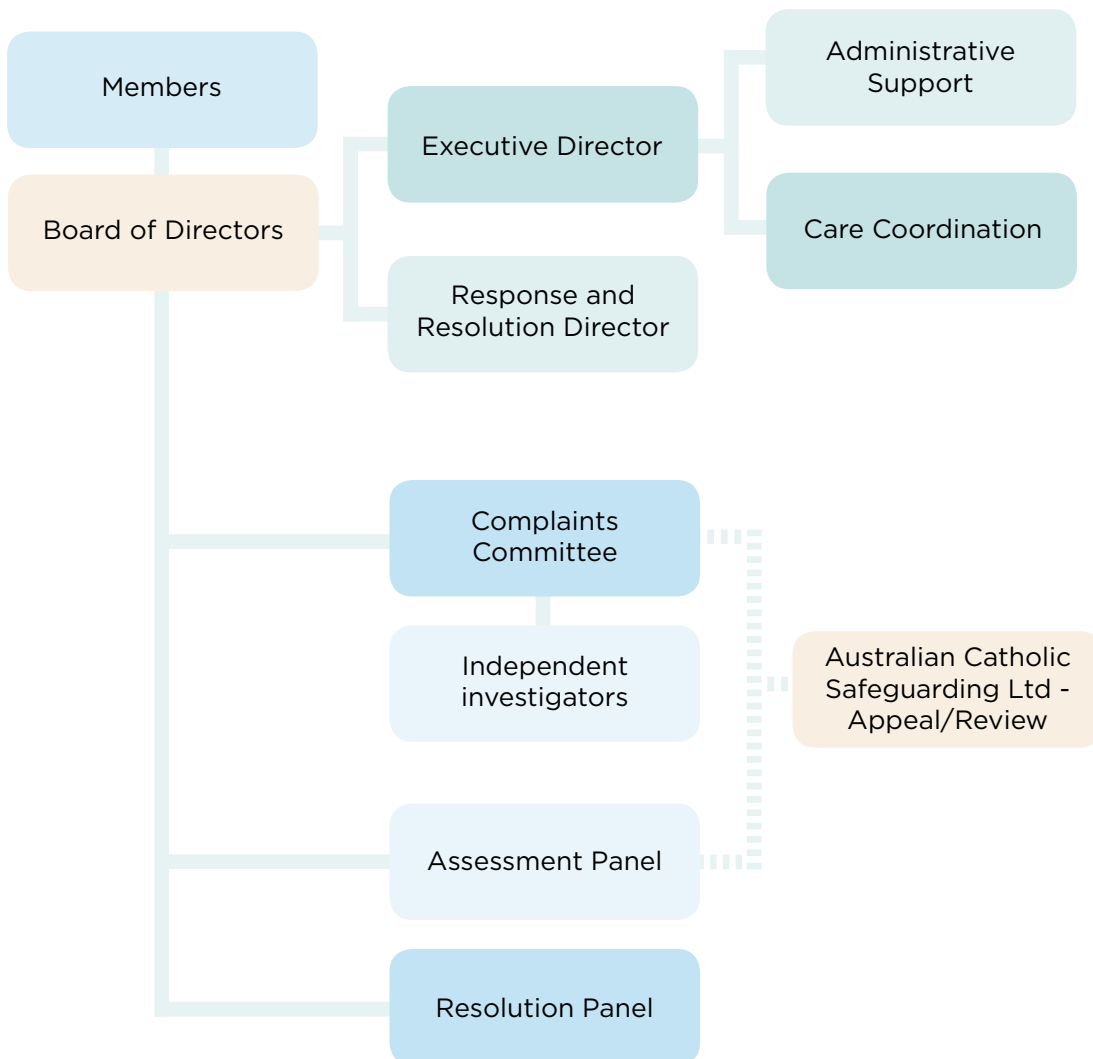 Members
Board of Directors
Executive Director
Administrative
Support
Care Coordination
Response and
Resolution Director
Complaints
Committee
Independent
investigators
Australian Catholic
Safeguarding Ltd -
Appeal/Review
Assessment Panel
Resolution Panel